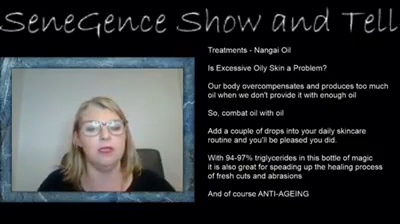 SeneGence Show and Tell
Treatments - Nangai Oil
Is Excessive Oily Skin a Problem?
Our body overcompensates and produces too much
oil when we don't provide it with enough oil
So, combat oil with oil
Add a couple of drops into your daily skincare
routine and you'll be pleased you did.
With 94-97% triglycerides in this bottle of magic
it is also great for speading up the healing process
of fresh cuts and abrasions
And of course ANTI-AGEING